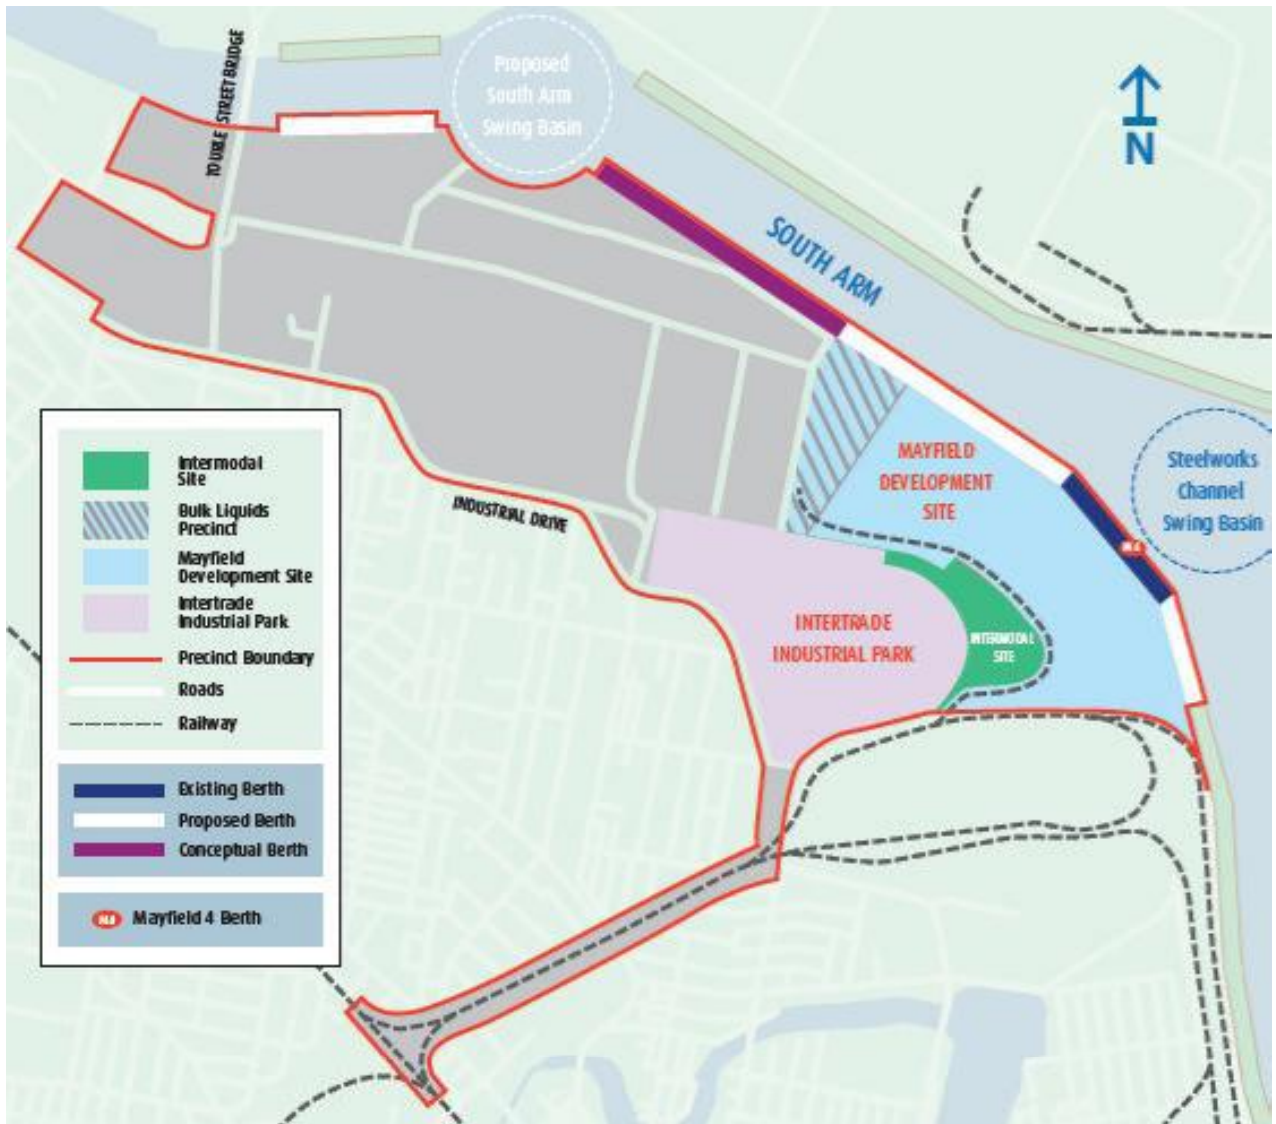 Proposed
South Arm
Swing Basin
TOURLE STREET BRIDGE
N
SOUTH ARM
MAYFIELD
DEVELOPMENT
SITE
Steelworks
Channel
Swing Basin
M4
INDUSTRIAL DRIVE
INTERTRADE
INDUSTRIAL PARK
INTERMODAL
SITE
Intermodal
Site
Bulk Liquids
Precinct
Mayfield
Development Site
Intertrade
Industrial Park
Precinct Boundary
Roads
Railway
Existing Berth
Proposed Berth
Conceptual Berth
M4
Mayfield 4 Berth